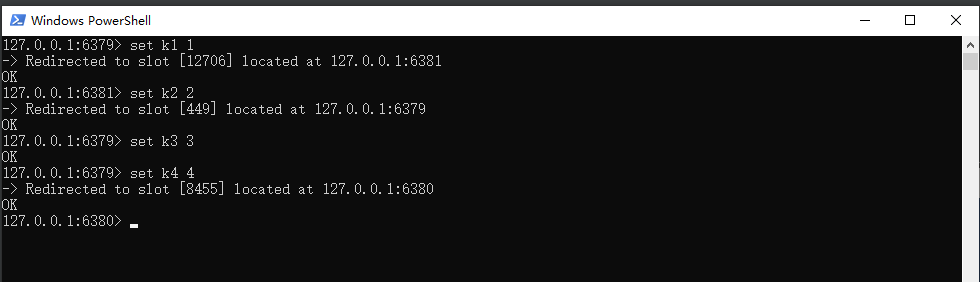 Windows PowerShell
127.0.0.1:6379> set k1 1
-> Redirected to slot [12706] located at 127.0.0.1:6381
OK
127.0.0.1:6381> set k2 2
-> Redirected to slot [449] located at 127.0.0.1:6379
OK
127.0.0.1:6379> set k3 3
OK
127.0.0.1:6379> set k4 4
-> Redirected to slot [8455] located at 127.0.0.1:6380
OK
127.0.0.1:6380>